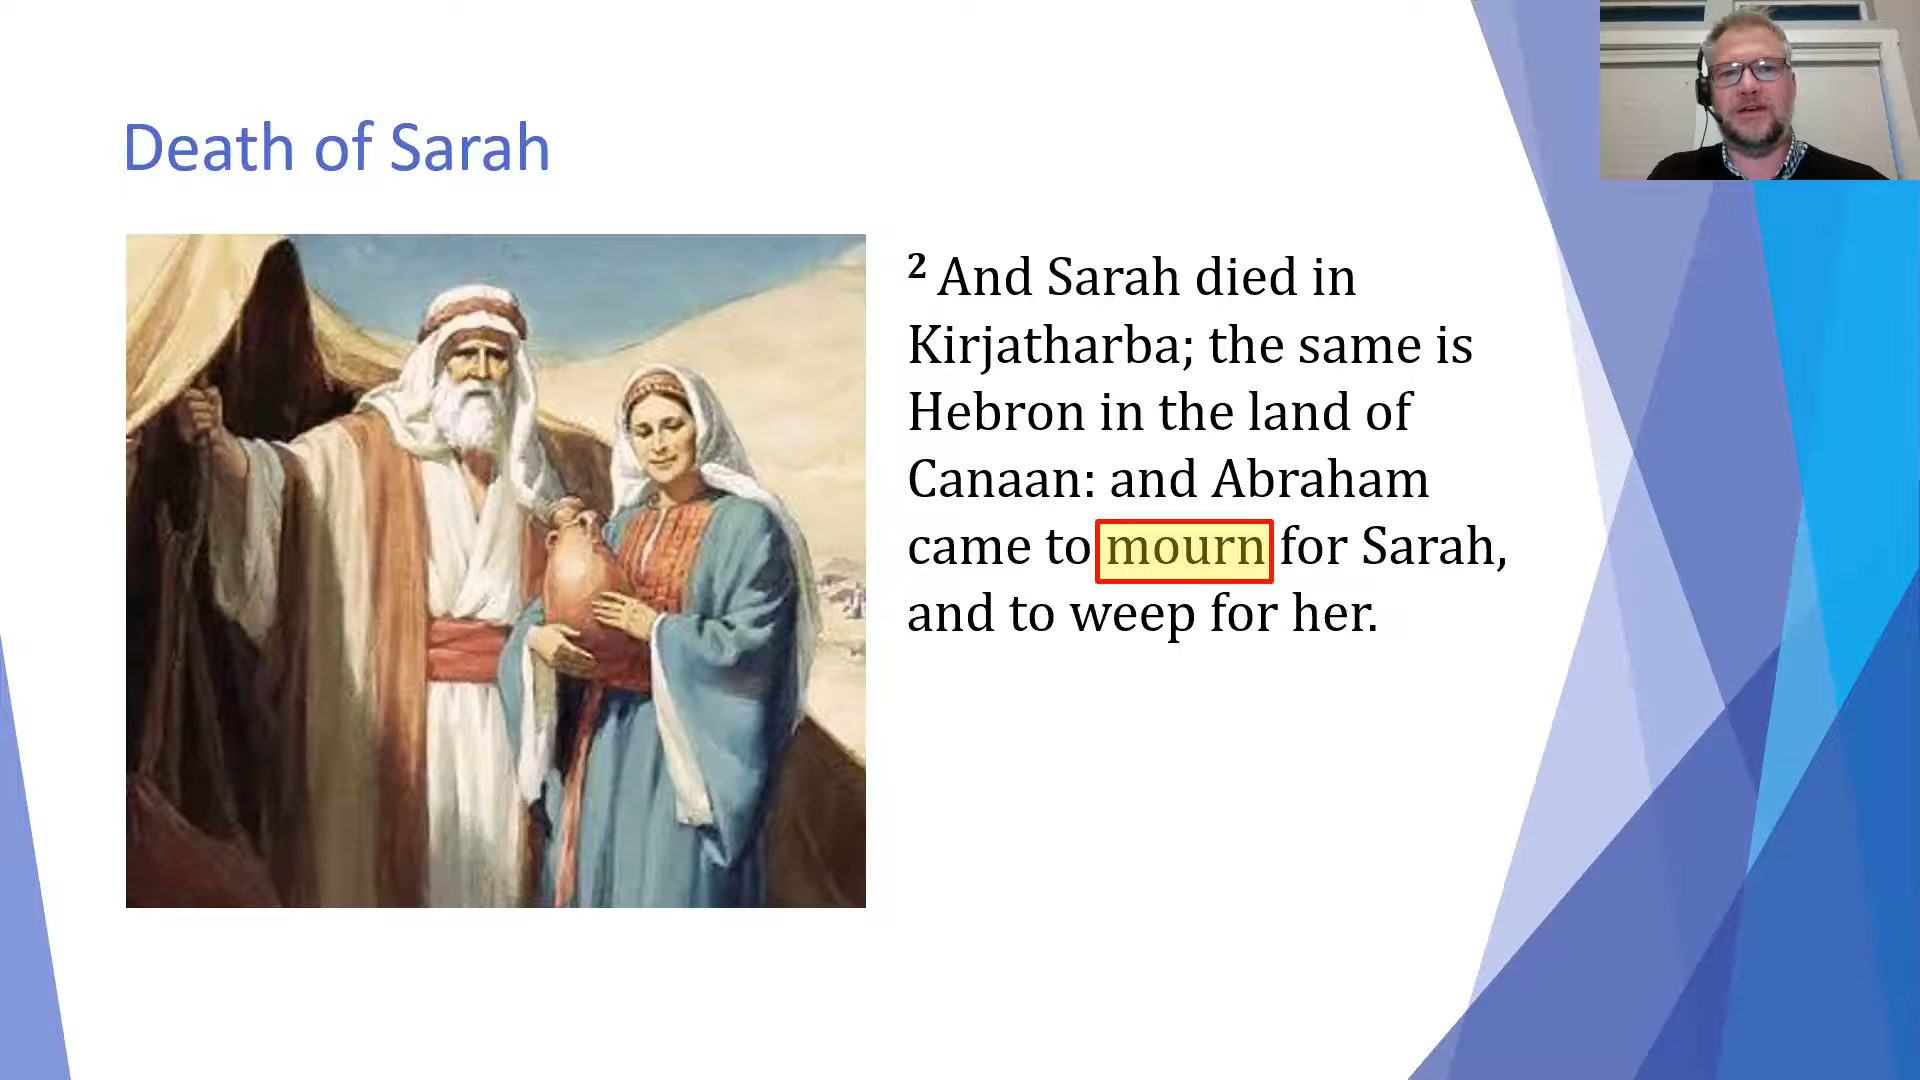 Death of Sarah
² And Sarah died in
Kirjatharba; the same is
Hebron in the land of
Canaan: and Abraham
came to mourn for Sarah,
and to weep for her.